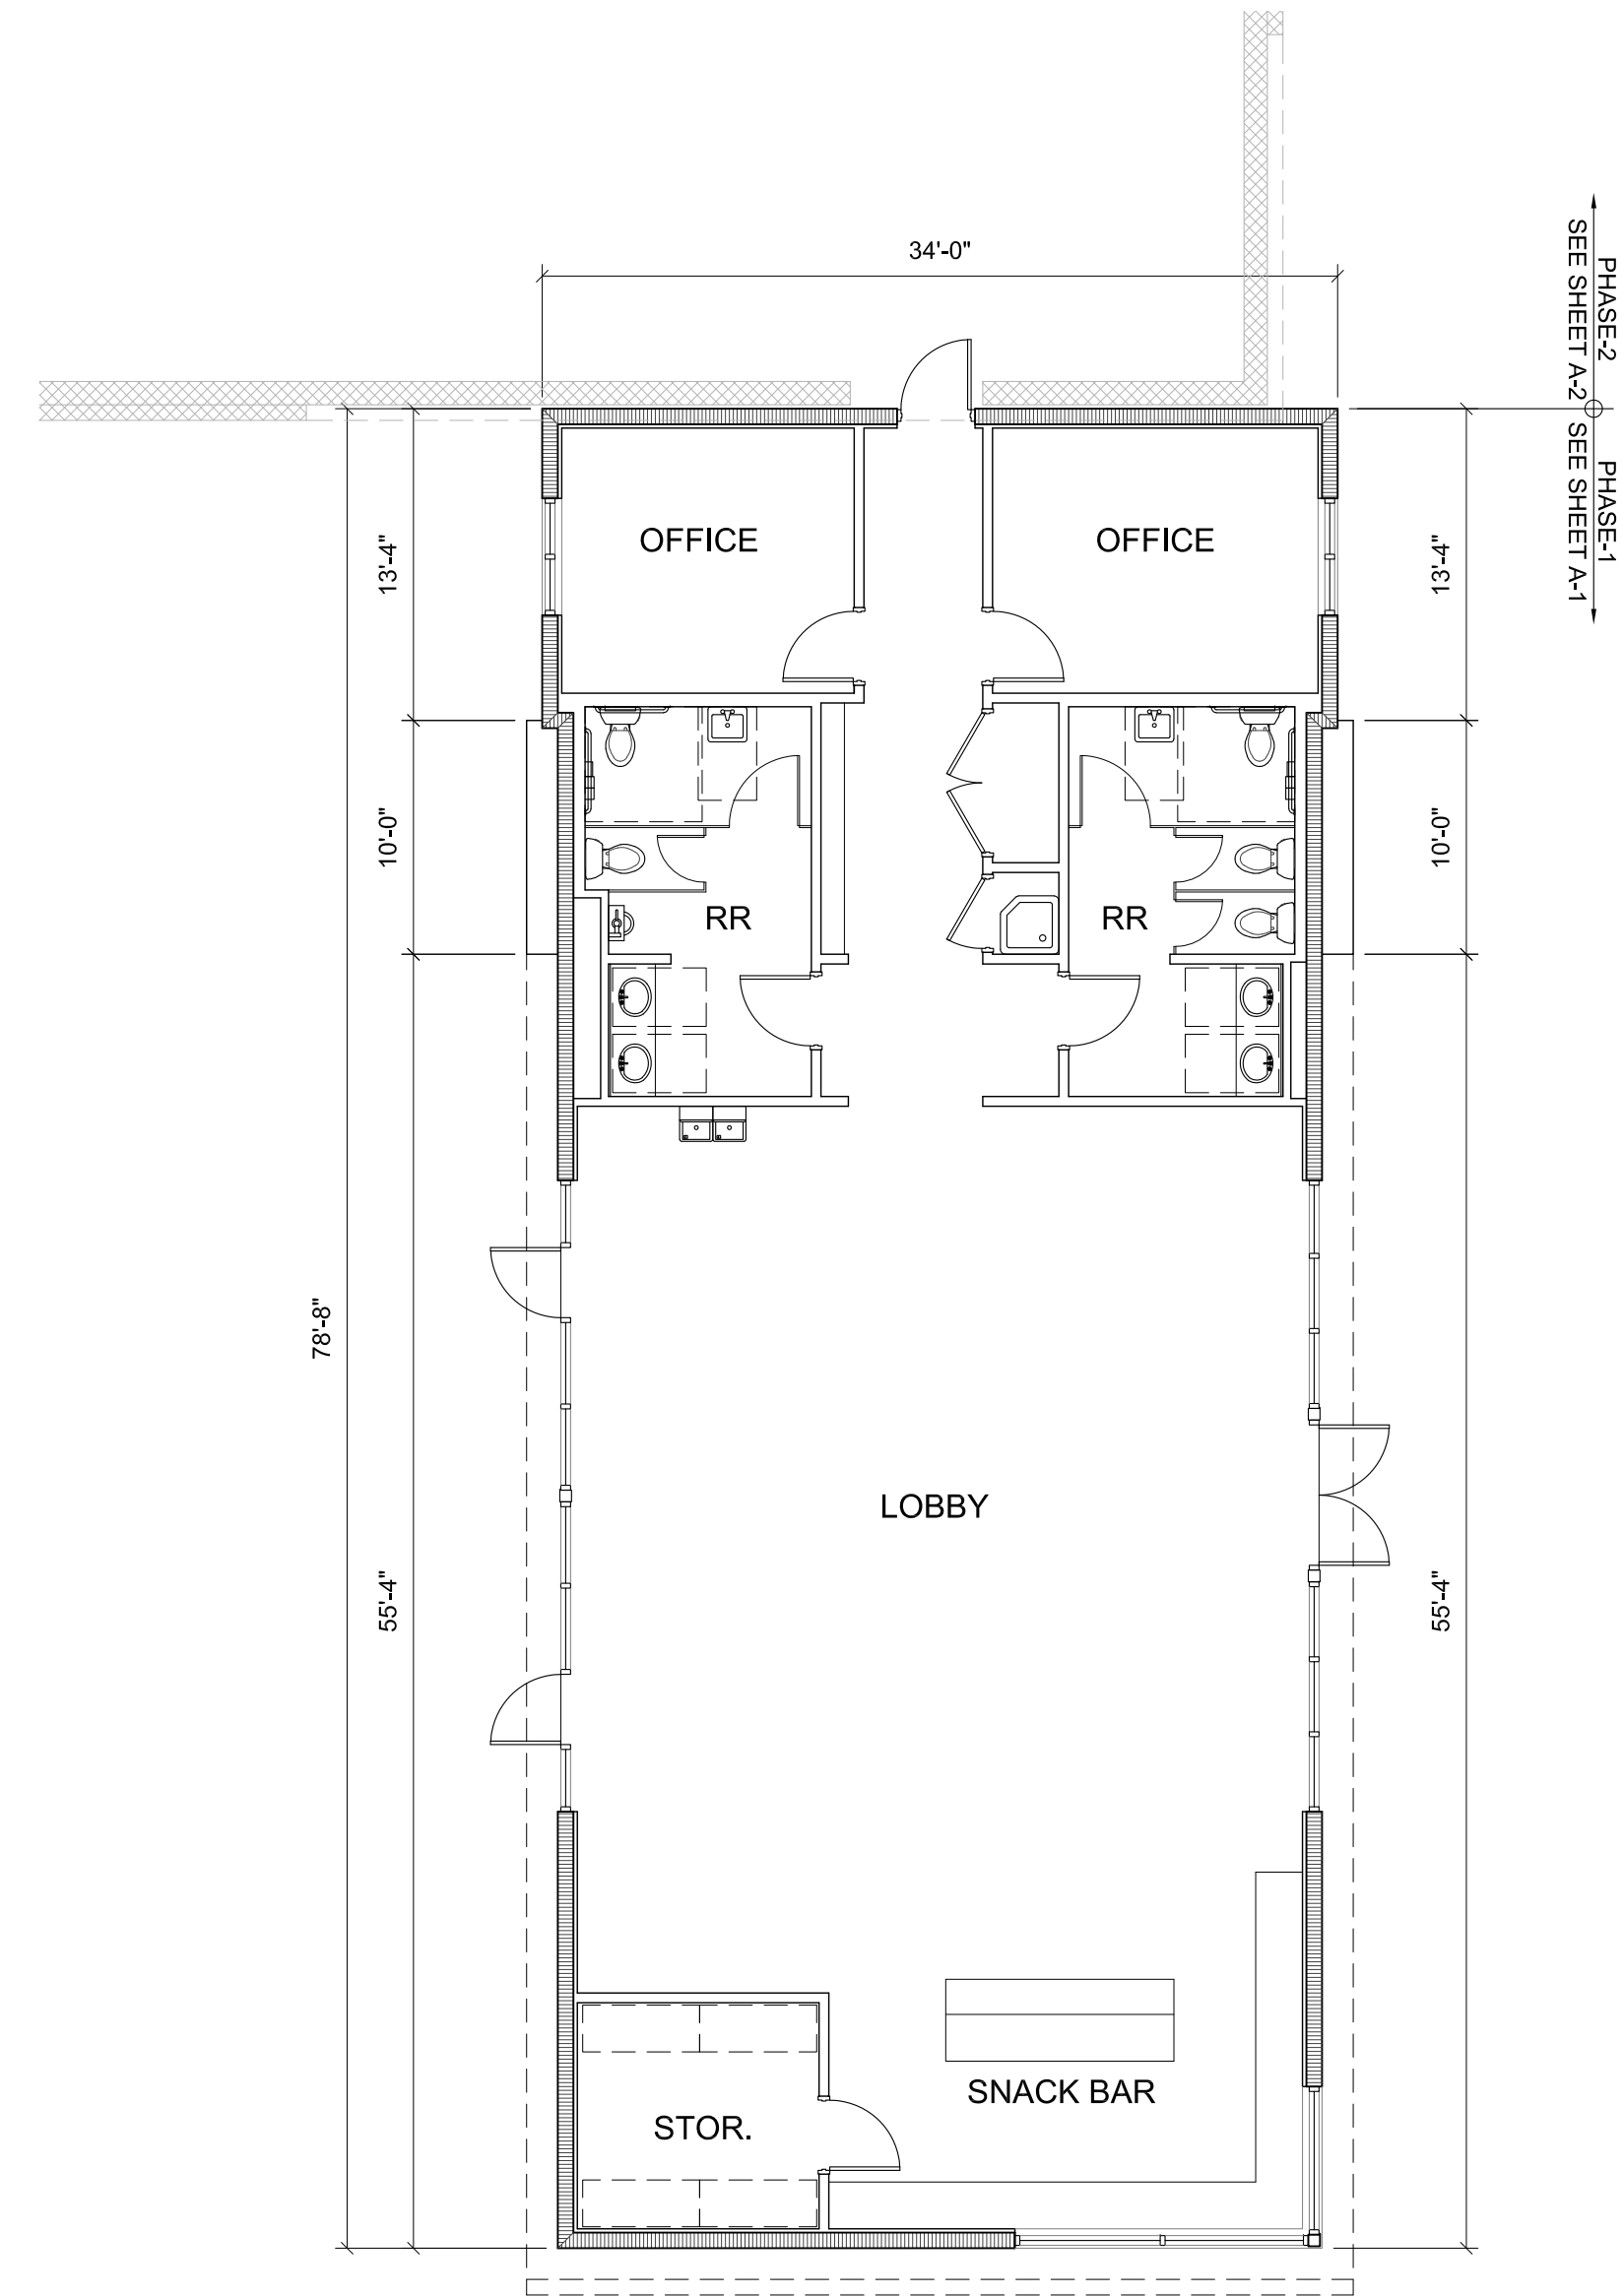 34'-0"
PHASE-2
SEE SHEET A-2
PHASE-1
SEE SHEET A-1
OFFICE
OFFICE
13'-4"
13'-4"
10'-0"
10'-0"
RR
RR
78'-8"
LOBBY
55'-4"
55'-4"
SNACK BAR
STOR.